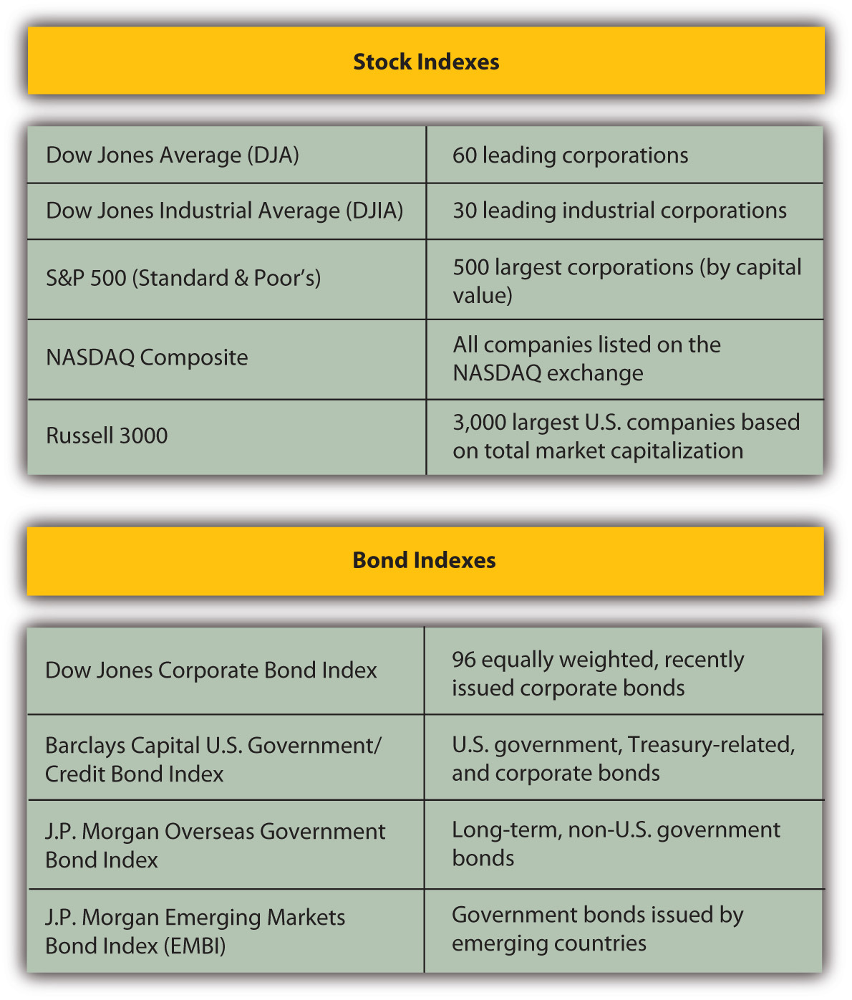 Stock Indexes
Dow Jones Average (DJA)
60 leading corporations
Dow Jones Industrial Average (DJIA)
30 leading industrial corporations
S&P 500 (Standard & Poor’s)
500 largest corporations (by capital
value)
NASDAQ Composite
All companies listed on the
NASDAQ exchange
Russell 3000
3,000 largest U.S. companies based
on total market capitalization
Bond Indexes
Dow Jones Corporate Bond Index
96 equally weighted, recently
issued corporate bonds
Barclays Capital U.S. Government/
Credit Bond Index
U.S. government, Treasury-related,
and corporate bonds
J.P. Morgan Overseas Government
Bond Index
Long-term, non-U.S. government
bonds
J.P. Morgan Emerging Markets
Bond Index (EMBI)
Government bonds issued by
emerging countries